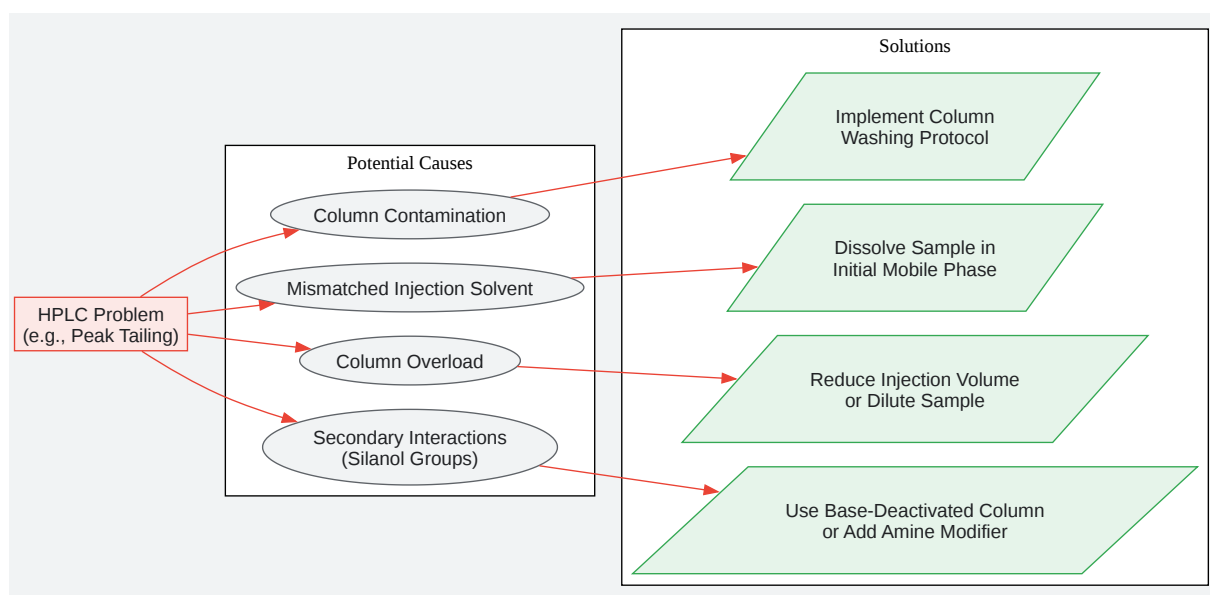 HPLC Problem
(e.g., Peak Tailing)
Potential Causes
Column Contamination
Mismatched Injection Solvent
Column Overload
Secondary Interactions
(Silanol Groups)
Solutions
Implement Column
Washing Protocol
Dissolve Sample in
Initial Mobile Phase
Reduce Injection Volume
or Dilute Sample
Use Base-Deactivated Column
or Add Amine Modifier